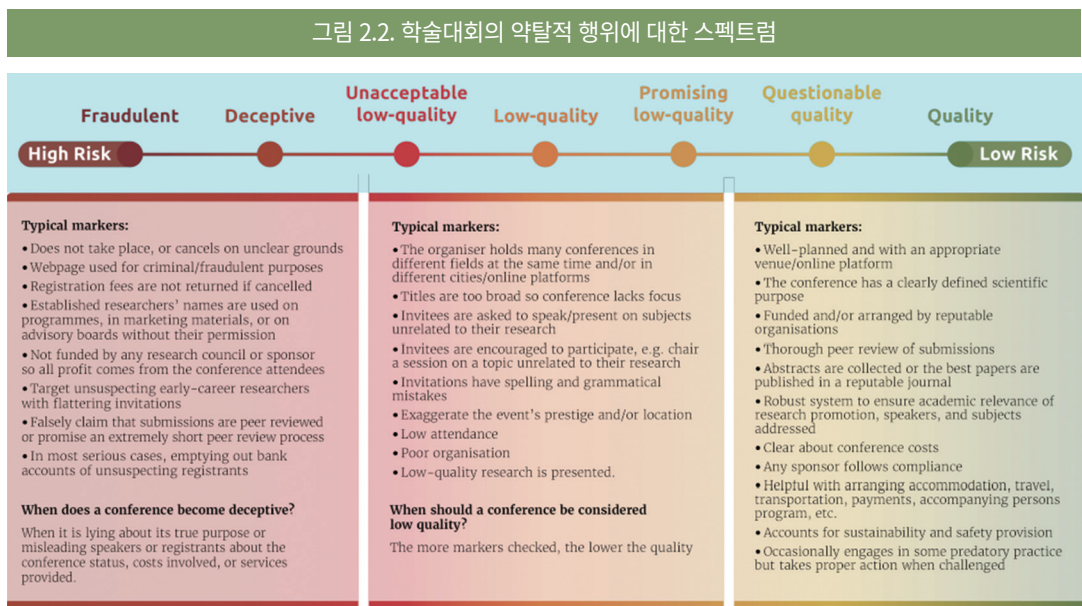 그림 2.2. 학술대회의 약탈적 행위에 대한 스펙트럼
Fraudulent
Deceptive
Unacceptable
low-quality
Low-quality
Promising
low-quality
Questionable
quality
Quality
High Risk
Low Risk
Typical markers:
• Does not take place, or cancels on unclear grounds
• Webpage used for criminal/fraudulent purposes
• Registration fees are not returned if cancelled
• Established researchers' names are used on
programmes, in marketing materials, or on
advisory boards without their permission
• Not funded by any research council or sponsor
so all profit comes from the conference attendees
• Target unsuspecting early-career researchers
with flattering invitations
• Falsely claim that submissions are peer reviewed
or promise an extremely short peer review process
• In most serious cases, emptying out bank
accounts of unsuspecting registrants
When does a conference become deceptive?
When it is lying about its true purpose or
misleading speakers or registrants about the
conference status, costs involved, or services
provided.
Typical markers:
• The organiser holds many conferences in
different fields at the same time and/or in
different cities/online platforms
• Titles are too broad so conference lacks focus
• Invitees are asked to speak/present on subjects
unrelated to their research
• Invitees are encouraged to participate, e.g. chair
a session on a topic unrelated to their research
• Invitations have spelling and grammatical
mistakes
• Exaggerate the event's prestige and/or location
• Low attendance
• Poor organisation
• Low-quality research is presented.
When should a conference be considered
low quality?
The more markers checked, the lower the quality
Typical markers:
• Well-planned and with an appropriate
venue/online platform
• The conference has a clearly defined scientific
purpose
• Funded and/or arranged by reputable
organisations
• Thorough peer review of submissions
• Abstracts are collected or the best papers are
published in a reputable journal
• Robust system to ensure academic relevance of
research promotion, speakers, and subjects
addressed
• Clear about conference costs
• Any sponsor follows compliance
• Helpful with arranging accommodation, travel,
transportation, payments, accompanying persons
program, etc.
• Accounts for sustainability and safety provision
• Occasionally engages in some predatory practice
but takes proper action when challenged